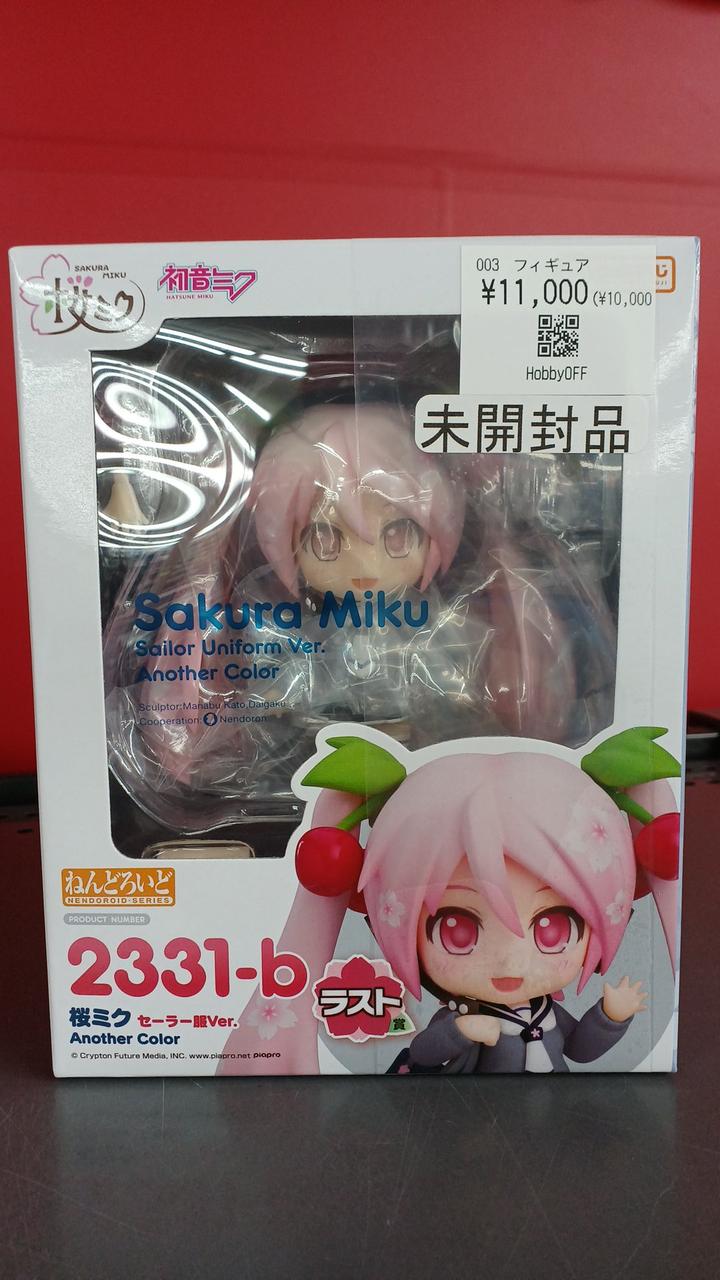 SAKURA
MIKU
桜ミク
初音ミク
HATSUNE MIKU
003 フィギュア
¥11,000(¥10,000
HobbyOFF
未開封品
Sakura Miku
Sailor Uniform Ver.
Another Color
Sculptor:Manabu Kato,Daigaku
Cooperation: Nendoron
ねんどろいど
NENDOROID-SERIES
PRODUCT NUMBER
2331-b
ラスト
賞
桜ミク セーラー服Ver.
Another Color
© Crypton Future Media, INC. www.piapro.net piapro